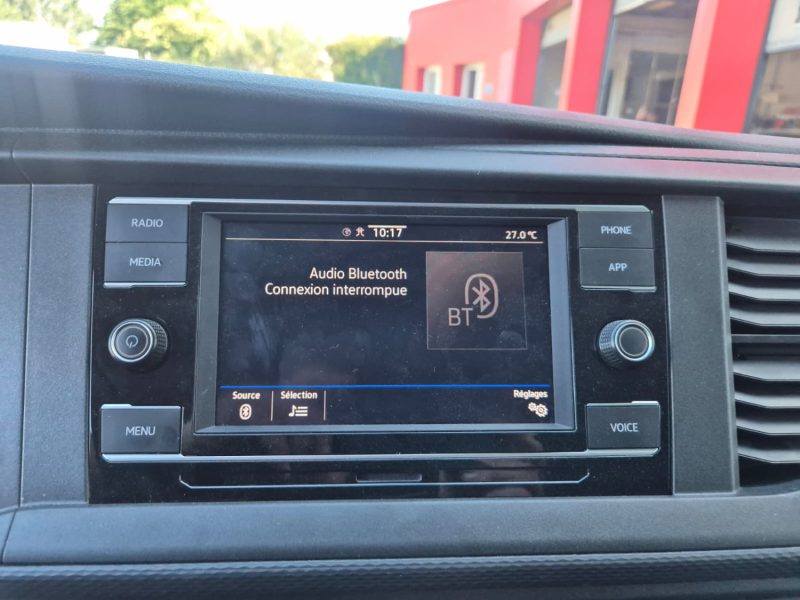 RADIO
MEDIA
MENU
10:17
27.0 °C
Audio Bluetooth
Connexion interrompue
BT
Source
Sélection
Réglages
PHONE
APP
VOICE